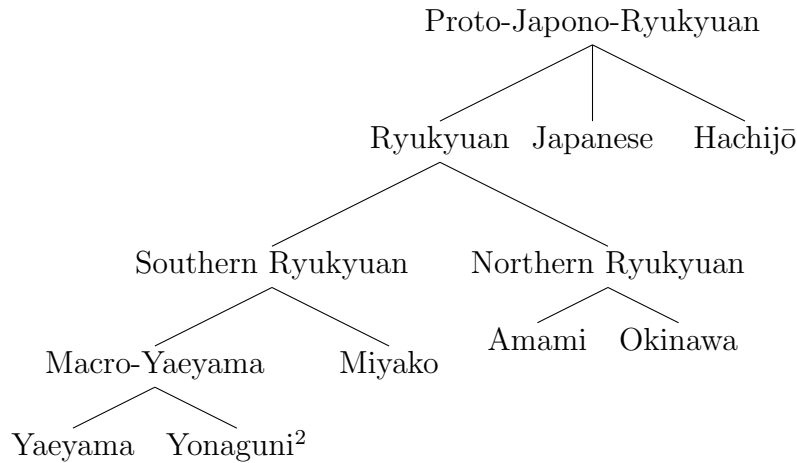 Proto-Japono-Ryukyuan
Ryukyuan Japanese Hachijō
Southern Ryukyuan Northern Ryukyuan
Amami Okinawa
Macro-Yaeyama Miyako
Yaeyama Yonaguni²